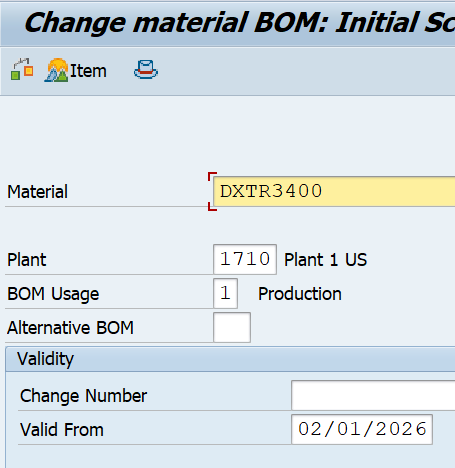 Change material BOM: Initial Sc
Item
Material DXTR3400
Plant 1710 Plant 1 US
BOM Usage 1 Production
Alternative BOM
Validity
Change Number
Valid From 02/01/2026